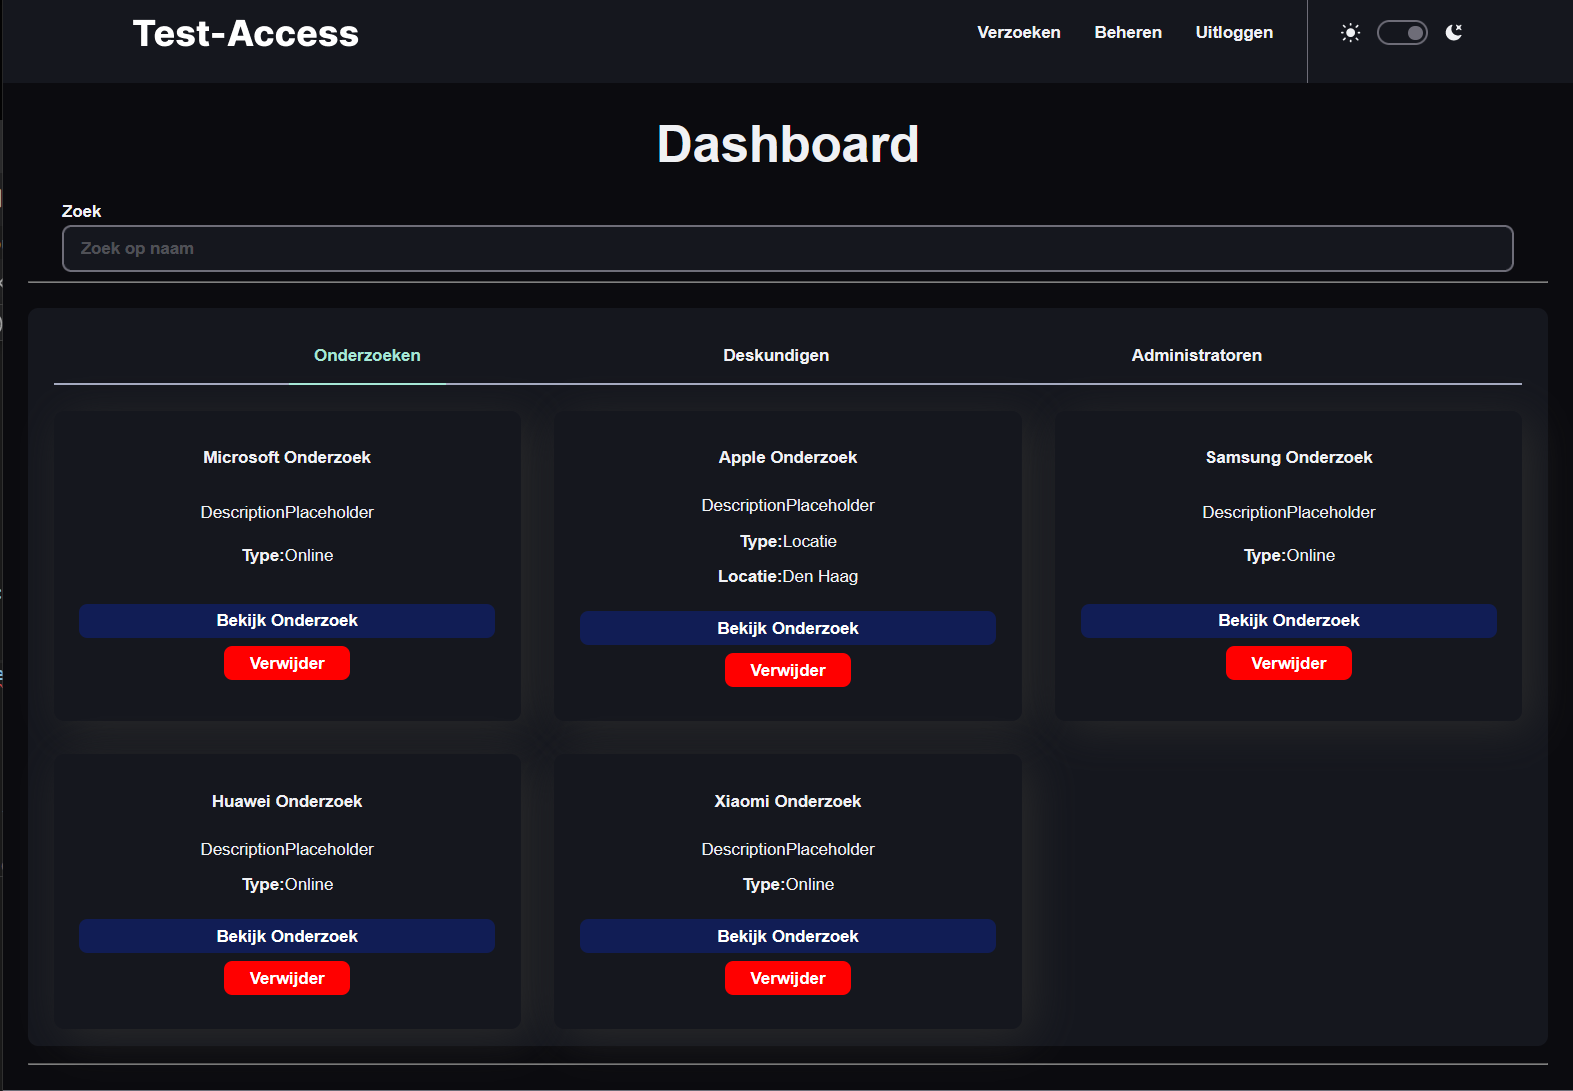 Test-Access
Verzoeken Beheren Uitloggen
Dashboard
Zoek
Zoek op naam
Onderzoeken Deskundigen Administratoren
Microsoft Onderzoek
DescriptionPlaceholder
Type:Online
Bekijk Onderzoek
Verwijder
Apple Onderzoek
DescriptionPlaceholder
Type:Locatie
Locatie:Den Haag
Bekijk Onderzoek
Verwijder
Samsung Onderzoek
DescriptionPlaceholder
Type:Online
Bekijk Onderzoek
Verwijder
Huawei Onderzoek
DescriptionPlaceholder
Type:Online
Bekijk Onderzoek
Verwijder
Xiaomi Onderzoek
DescriptionPlaceholder
Type:Online
Bekijk Onderzoek
Verwijder